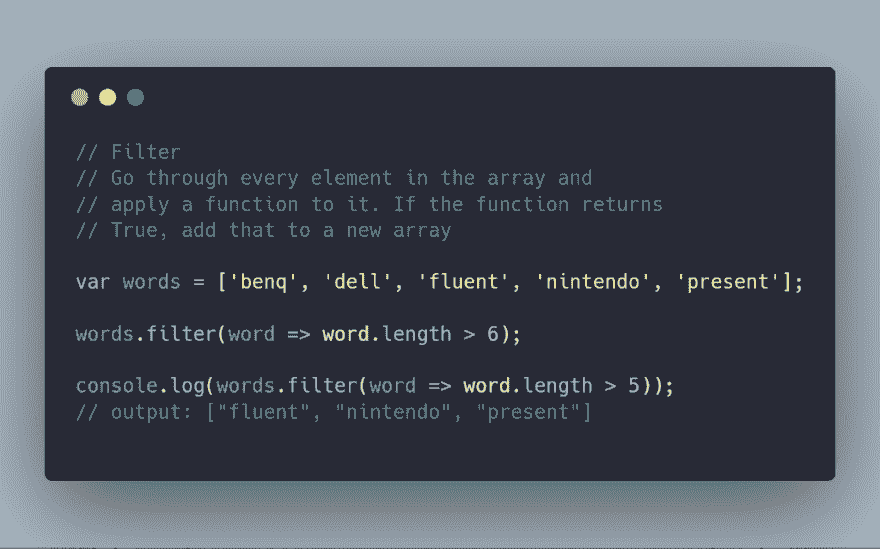 // Filter
// Go through every element in the array and
// apply a function to it. If the function returns
// True, add that to a new array
var words = ['benq', 'dell', 'fluent', 'nintendo', 'present'];
words.filter(word => word.length > 6);
console.log(words.filter(word => word.length > 5));
// output: ["fluent", "nintendo", "present"]